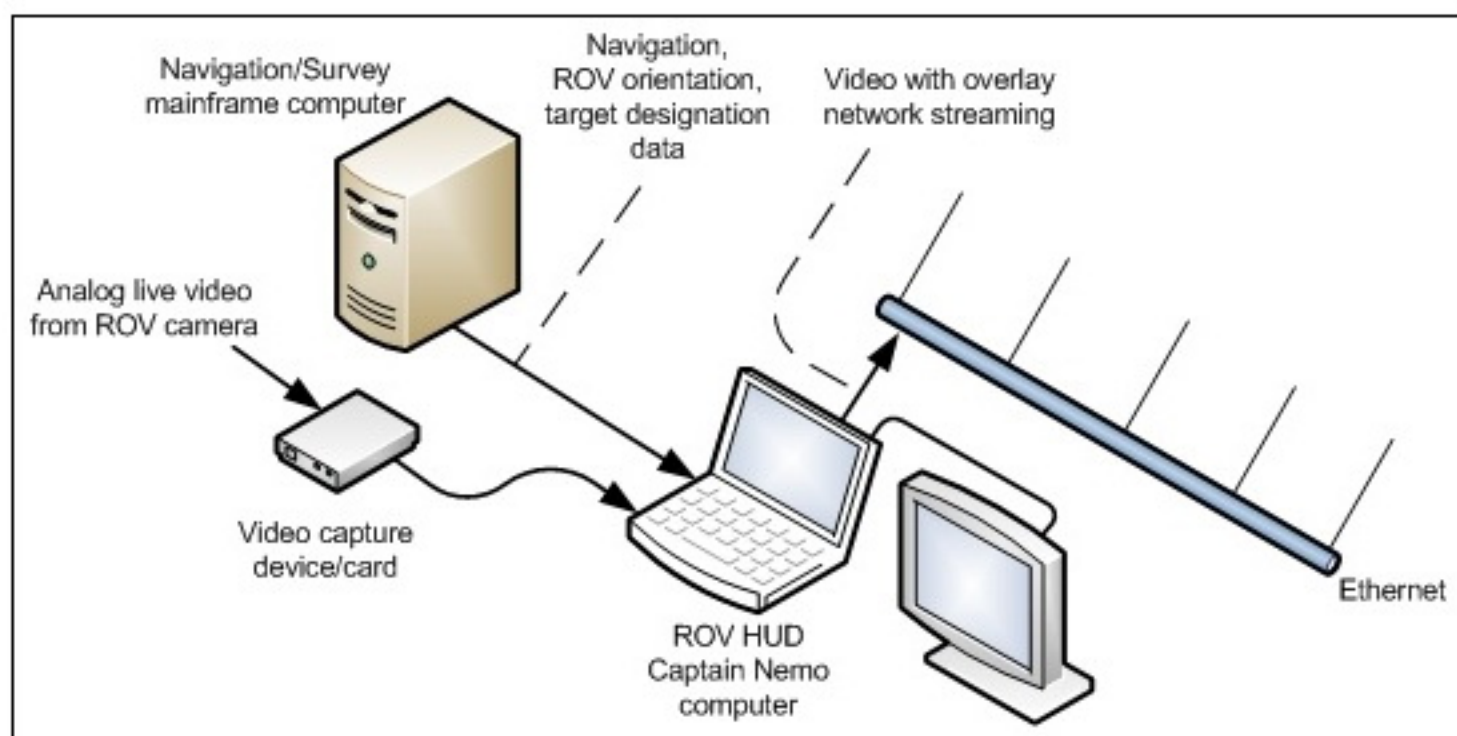 Navigation/Survey
mainframe computer
Navigation,
ROV orientation,
target designation
data
Video with overlay
network streaming
Analog live video
from ROV camera
Video capture
device/card
ROV HUD
Captain Nemo
computer
Ethernet